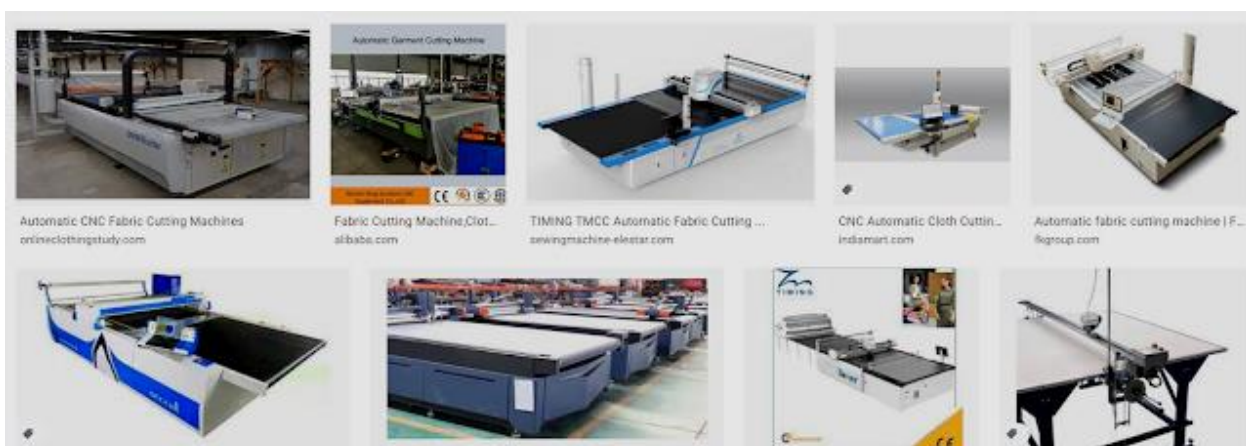 Automatic Garment Cutting Machine
CE
Automatic CNC Fabric Cutting Machines
onlineclothingstudy.com
Fabric Cutting Machine,Clot...
alibaba.com
TIMING TMCC Automatic Fabric Cutting ...
sewingmachine-elestar.com
CNC Automatic Cloth Cuttin...
indiamart.com
Automatic fabric cutting machine | F...
fkgroup.com
TIMING
CE